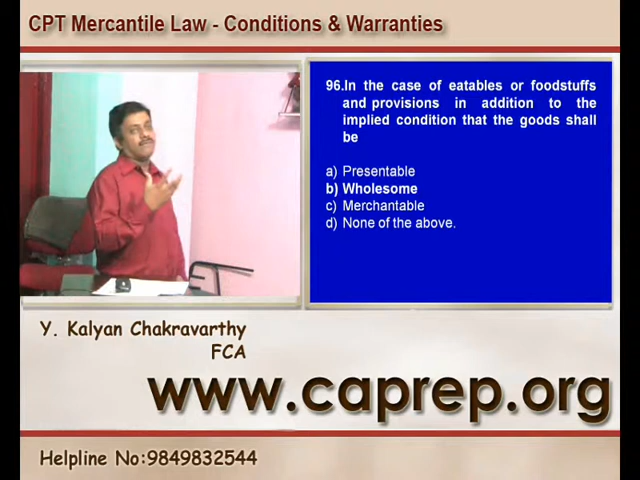 CPT Mercantile Law - Conditions & Warranties
96.In the case of eatables or foodstuffs
and provisions in addition to the
implied condition that the goods shall
be
a) Presentable
b) Wholesome
c) Merchantable
d) None of the above.
Y. Kalyan Chakravarthy
FCA
www.caprep.org
Helpline No:9849832544